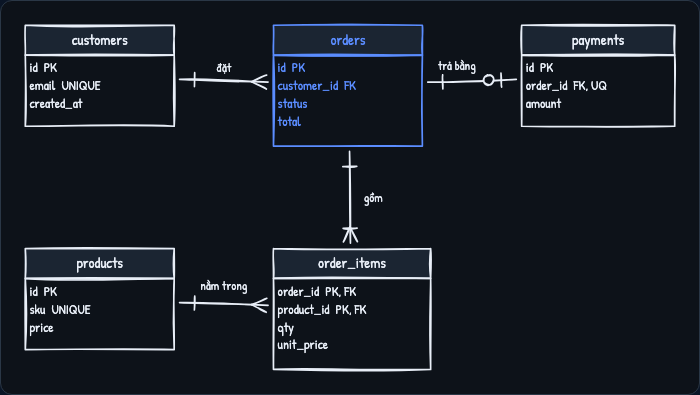 customers
id PK
email UNIQUE
created_at
đặt
orders
id PK
customer_id FK
status
total
trả bằng
payments
id PK
order_id FK, UQ
amount
gồm
products
id PK
sku UNIQUE
price
nằm trong
order_items
order_id PK, FK
product_id PK, FK
qty
unit_price